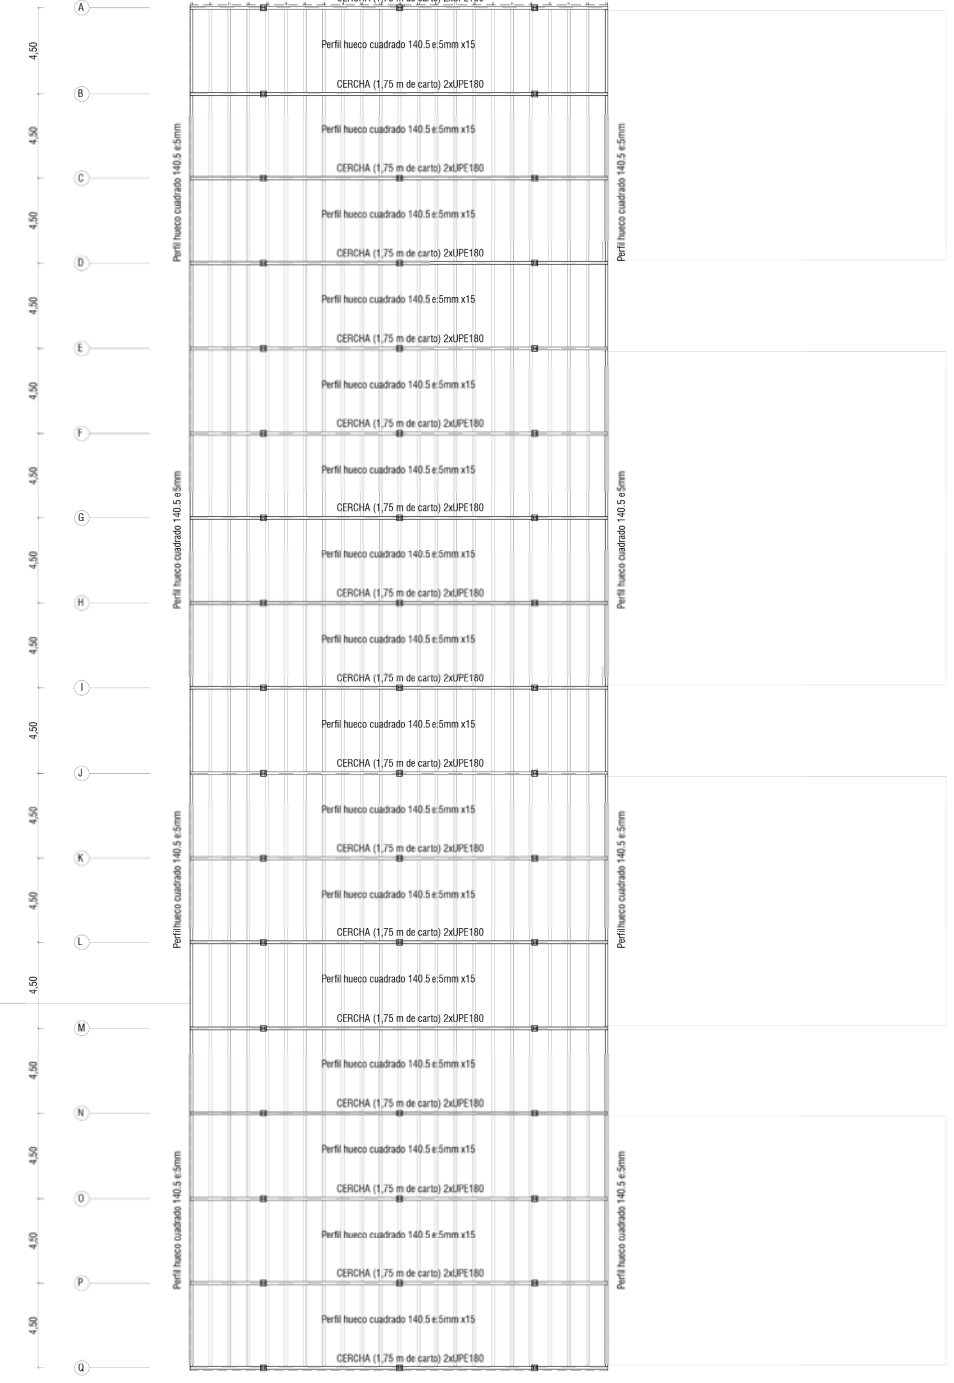 A
CERCHA (1,75 m de carto) 2xUPE180
4,50
Perfil hueco cuadrado 140.5 e:5mm x15
CERCHA (1,75 m de carto) 2xUPE180
B
4,50
Perfil hueco cuadrado 140.5 e:5mm x15
CERCHA (1,75 m de carto) 2xUPE180
C
Perfil hueco cuadrado 140.5 e:5mm
Perfil hueco cuadrado 140.5 e:5mm
4,50
Perfil hueco cuadrado 140.5 e:5mm x15
CERCHA (1,75 m de carto) 2xUPE180
D
4,50
Perfil hueco cuadrado 140.5 e:5mm x15
CERCHA (1,75 m de carto) 2xUPE180
E
4,50
Perfil hueco cuadrado 140.5 e:5mm x15
CERCHA (1,75 m de carto) 2xUPE180
F
4,50
Perfil hueco cuadrado 140.5 e:5mm x15
CERCHA (1,75 m de carto) 2xUPE180
G
Perfil hueco cuadrado 140.5 e:5mm
Perfil hueco cuadrado 140.5 e:5mm
4,50
Perfil hueco cuadrado 140.5 e:5mm x15
CERCHA (1,75 m de carto) 2xUPE180
H
4,50
Perfil hueco cuadrado 140.5 e:5mm x15
CERCHA (1,75 m de carto) 2xUPE180
I
4,50
Perfil hueco cuadrado 140.5 e:5mm x15
CERCHA (1,75 m de carto) 2xUPE180
J
4,50
Perfil hueco cuadrado 140.5 e:5mm x15
CERCHA (1,75 m de carto) 2xUPE180
K
Perfil hueco cuadrado 140.5 e:5mm
Perfil hueco cuadrado 140.5 e:5mm
4,50
Perfil hueco cuadrado 140.5 e:5mm x15
CERCHA (1,75 m de carto) 2xUPE180
L
4,50
Perfil hueco cuadrado 140.5 e:5mm x15
CERCHA (1,75 m de carto) 2xUPE180
M
4,50
Perfil hueco cuadrado 140.5 e:5mm x15
CERCHA (1,75 m de carto) 2xUPE180
N
4,50
Perfil hueco cuadrado 140.5 e:5mm x15
CERCHA (1,75 m de carto) 2xUPE180
O
Perfil hueco cuadrado 140.5 e:5mm
Perfil hueco cuadrado 140.5 e:5mm
4,50
Perfil hueco cuadrado 140.5 e:5mm x15
CERCHA (1,75 m de carto) 2xUPE180
P
4,50
Perfil hueco cuadrado 140.5 e:5mm x15
CERCHA (1,75 m de carto) 2xUPE180
Q